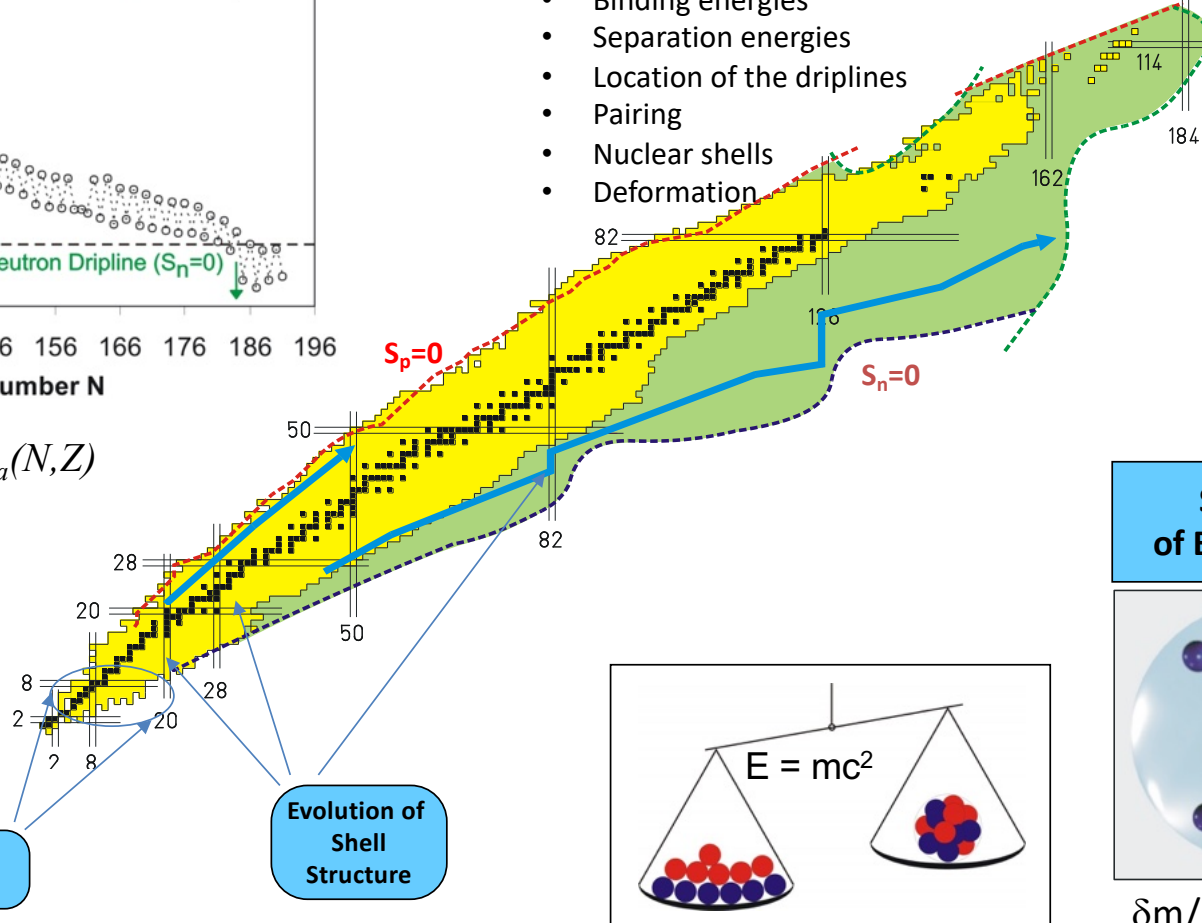 • Binding energies
• Separation energies
• Location of the driplines
• Pairing
• Nuclear shells
• Deformation
eutron Dripline (Sn=0)
6 156 166 176 186 196
umber N
a(N,Z)
Sp=0
Sn=0
114
184
162
82
126
50
82
28
50
20
28
8
20
2
2 8
Evolution of
Shell
Structure
E = mc²
S
of E
δm/